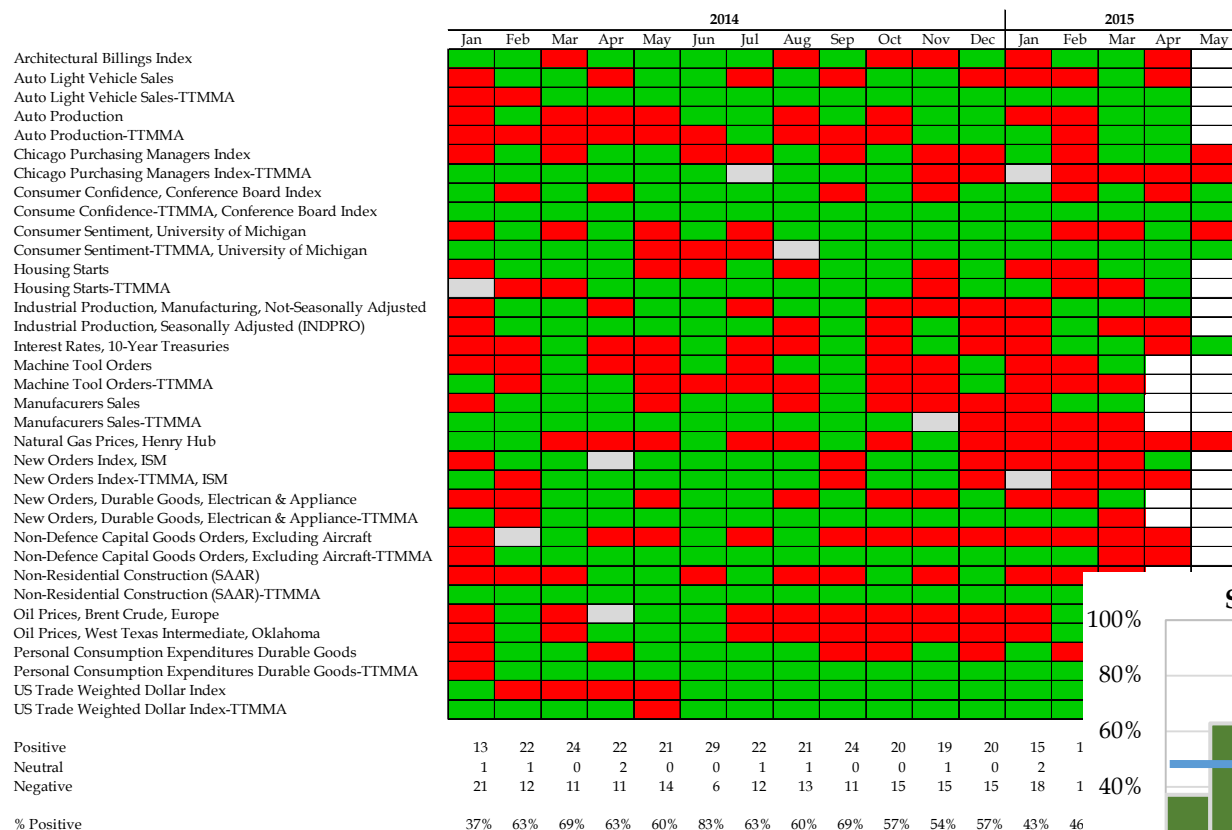 2014 2015
Jan Feb Mar Apr May Jun Jul Aug Sep Oct Nov Dec Jan Feb Mar Apr May
Architectural Billings Index
Auto Light Vehicle Sales
Auto Light Vehicle Sales-TTMMA
Auto Production
Auto Production-TTMMA
Chicago Purchasing Managers Index
Chicago Purchasing Managers Index-TTMMA
Consumer Confidence, Conference Board Index
Consume Confidence-TTMMA, Conference Board Index
Consumer Sentiment, University of Michigan
Consumer Sentiment-TTMMA, University of Michigan
Housing Starts
Housing Starts-TTMMA
Industrial Production, Manufacturing, Not-Seasonally Adjusted
Industrial Production, Seasonally Adjusted (INDPRO)
Interest Rates, 10-Year Treasuries
Machine Tool Orders
Machine Tool Orders-TTMMA
Manufacurers Sales
Manufacurers Sales-TTMMA
Natural Gas Prices, Henry Hub
New Orders Index, ISM
New Orders Index-TTMMA, ISM
New Orders, Durable Goods, Electrican & Appliance
New Orders, Durable Goods, Electrican & Appliance-TTMMA
Non-Defence Capital Goods Orders, Excluding Aircraft
Non-Defence Capital Goods Orders, Excluding Aircraft-TTMMA
Non-Residential Construction (SAAR)
Non-Residential Construction (SAAR)-TTMMA
Oil Prices, Brent Crude, Europe
Oil Prices, West Texas Intermediate, Oklahoma
Personal Consumption Expenditures Durable Goods
Personal Consumption Expenditures Durable Goods-TTMMA
US Trade Weighted Dollar Index
US Trade Weighted Dollar Index-TTMMA
Positive 13 22 24 22 21 29 22 21 24 20 19 20 15 1
Neutral 1 1 0 2 0 0 1 1 0 0 1 0 2
Negative 21 12 11 11 14 6 12 13 11 15 15 15 18 1
% Positive 37% 63% 69% 63% 60% 83% 63% 60% 69% 57% 54% 57% 43% 46
S
100%
80%
60%
40%